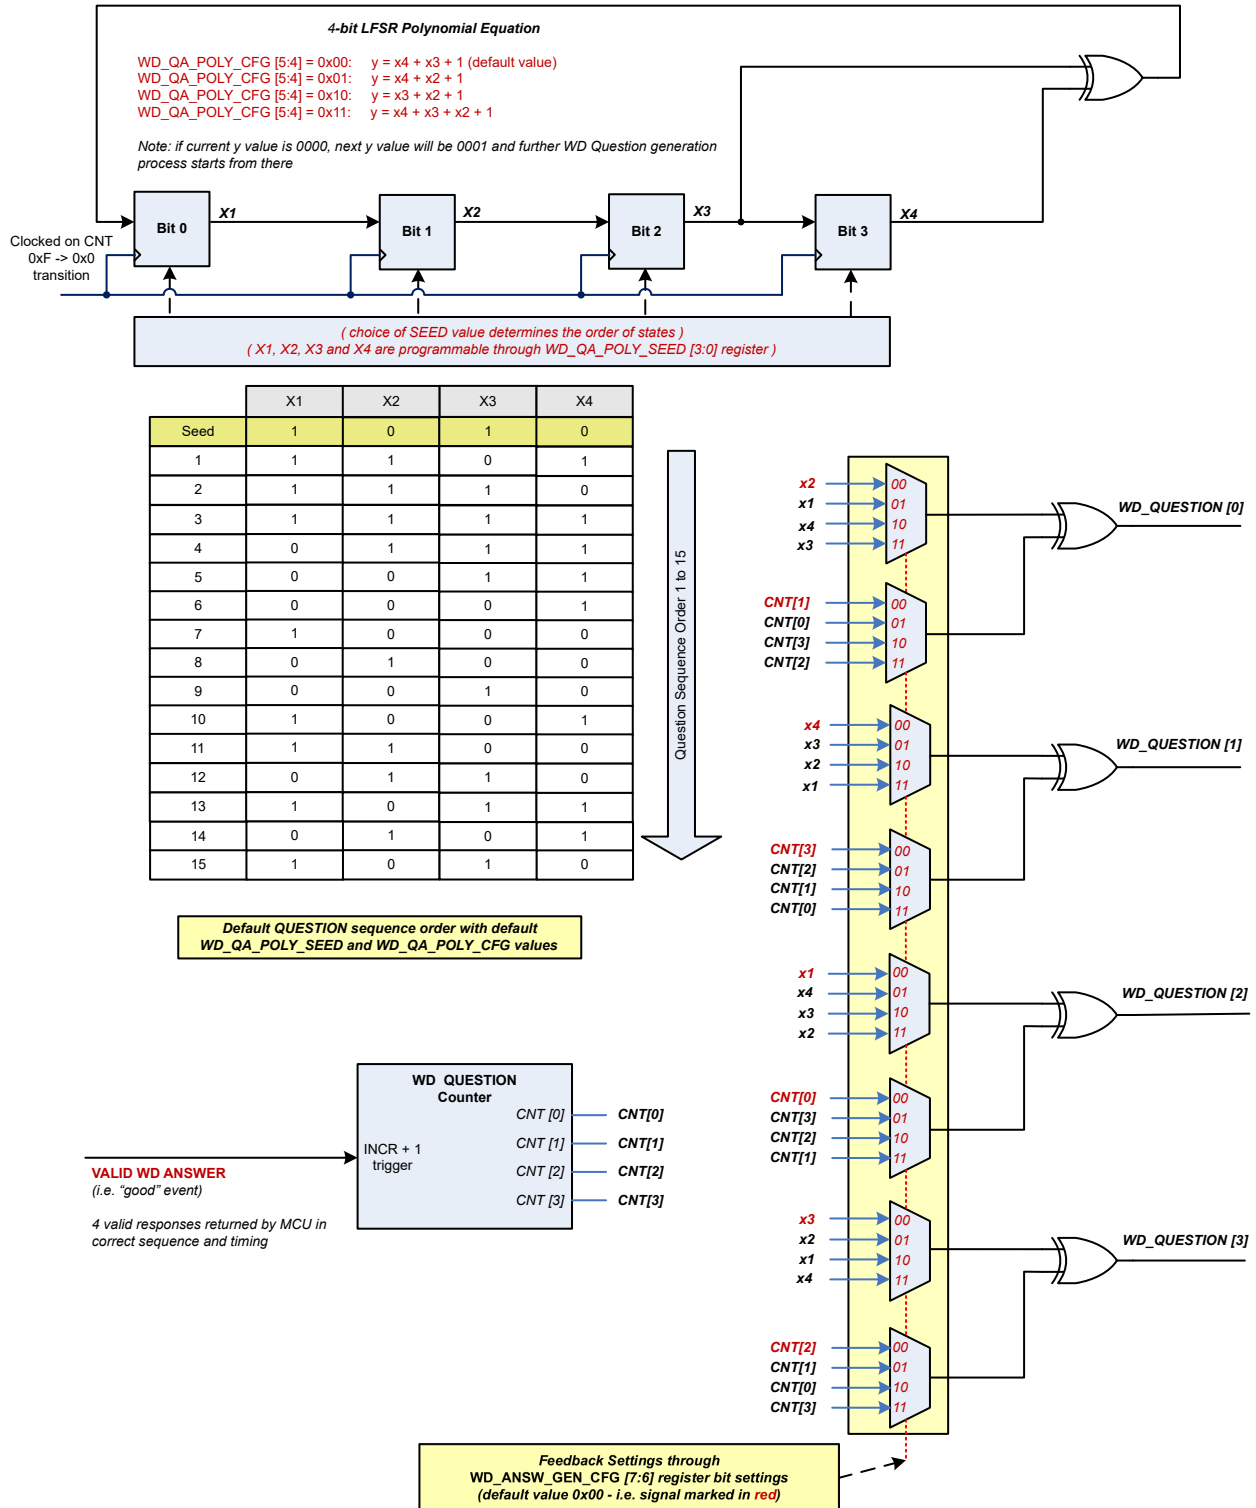 4-bit LFSR Polynomial Equation
WD_QA_POLY_CFG [5:4] = 0x00: y = x4 + x3 + 1 (default value)
WD_QA_POLY_CFG [5:4] = 0x01: y = x4 + x2 + 1
WD_QA_POLY_CFG [5:4] = 0x10: y = x3 + x2 + 1
WD_QA_POLY_CFG [5:4] = 0x11: y = x4 + x3 + x2 + 1
Note: if current y value is 0000, next y value will be 0001 and further WD Question generation
process starts from there
Bit 0 X1 Bit 1 X2 Bit 2 X3 Bit 3 X4
Clocked on CNT
0xF -> 0x0
transition
( choice of SEED value determines the order of states )
( X1, X2, X3 and X4 are programmable through WD_QA_POLY_SEED [3:0] register )
X1 X2 X3 X4
Seed 1 0 1 0
1 1 1 0 1
2 1 1 1 0
3 1 1 1 1
4 0 1 1 1
5 0 0 1 1
6 0 0 0 1
7 1 0 0 0
8 0 1 0 0
9 0 0 1 0
10 1 0 0 1
11 1 1 0 0
12 0 1 1 0
13 1 0 1 1
14 0 1 0 1
15 1 0 1 0
Question Sequence Order 1 to 15
Default QUESTION sequence order with default
WD_QA_POLY_SEED and WD_QA_POLY_CFG values
WD QUESTION
Counter
INCR + 1
trigger
CNT [0] CNT[0]
CNT [1] CNT[1]
CNT [2] CNT[2]
CNT [3] CNT[3]
VALID WD ANSWER
(i.e. “good” event)
4 valid responses returned by MCU in
correct sequence and timing
x2 00
x1 01
x4 10
x3 11
WD_QUESTION [0]
CNT[1] 00
CNT[0] 01
CNT[3] 10
CNT[2] 11
x4 00
x3 01
x2 10
x1 11
WD_QUESTION [1]
CNT[3] 00
CNT[2] 01
CNT[1] 10
CNT[0] 11
x1 00
x4 01
x3 10
x2 11
WD_QUESTION [2]
CNT[0] 00
CNT[3] 01
CNT[2] 10
CNT[1] 11
x3 00
x2 01
x1 10
x4 11
WD_QUESTION [3]
CNT[2] 00
CNT[1] 01
CNT[0] 10
CNT[3] 11
Feedback Settings through
WD_ANSW_GEN_CFG [7:6] register bit settings
(default value 0x00 - i.e. signal marked in red)